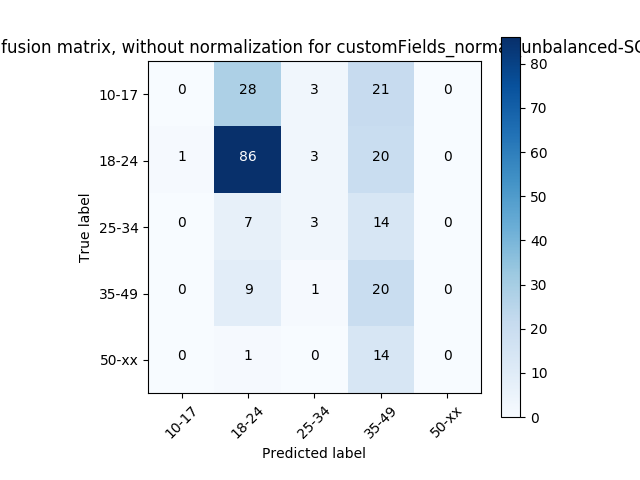 fusion matrix, without normalization for customFields_norma unbalanced-SC
10-17 0 28 3 21 0
18-24 1 86 3 20 0
25-34 0 7 3 14 0
35-49 0 9 1 20 0
50-xx 0 1 0 14 0
True label
10-17 18-24 25-34 35-49 50-xx
Predicted label
80
70
60
50
40
30
20
10
0